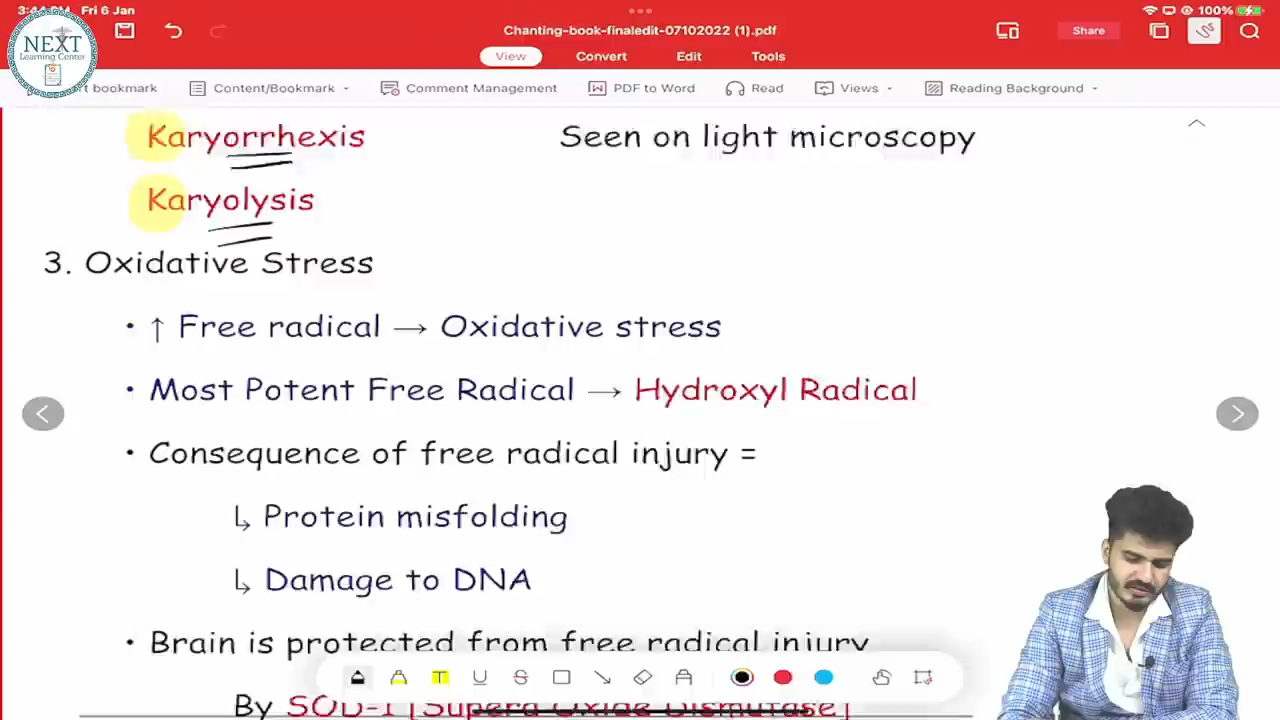 3:44 PM Fri 6 Jan
100%
NEXT
Learning Center
Chanting-book-finaledit-07102022 (1).pdf
Share
View Convert Edit Tools
bookmark Content/Bookmark Comment Management PDF to Word Read Views Reading Background
Karyorrhexis Seen on light microscopy
Karyolysis
3. Oxidative Stress
• ↑ Free radical → Oxidative stress
• Most Potent Free Radical → Hydroxyl Radical
• Consequence of free radical injury =
↳ Protein misfolding
↳ Damage to DNA
• Brain is protected from free radical injury
By SOD-1 [Supera Oxide Dismutase]